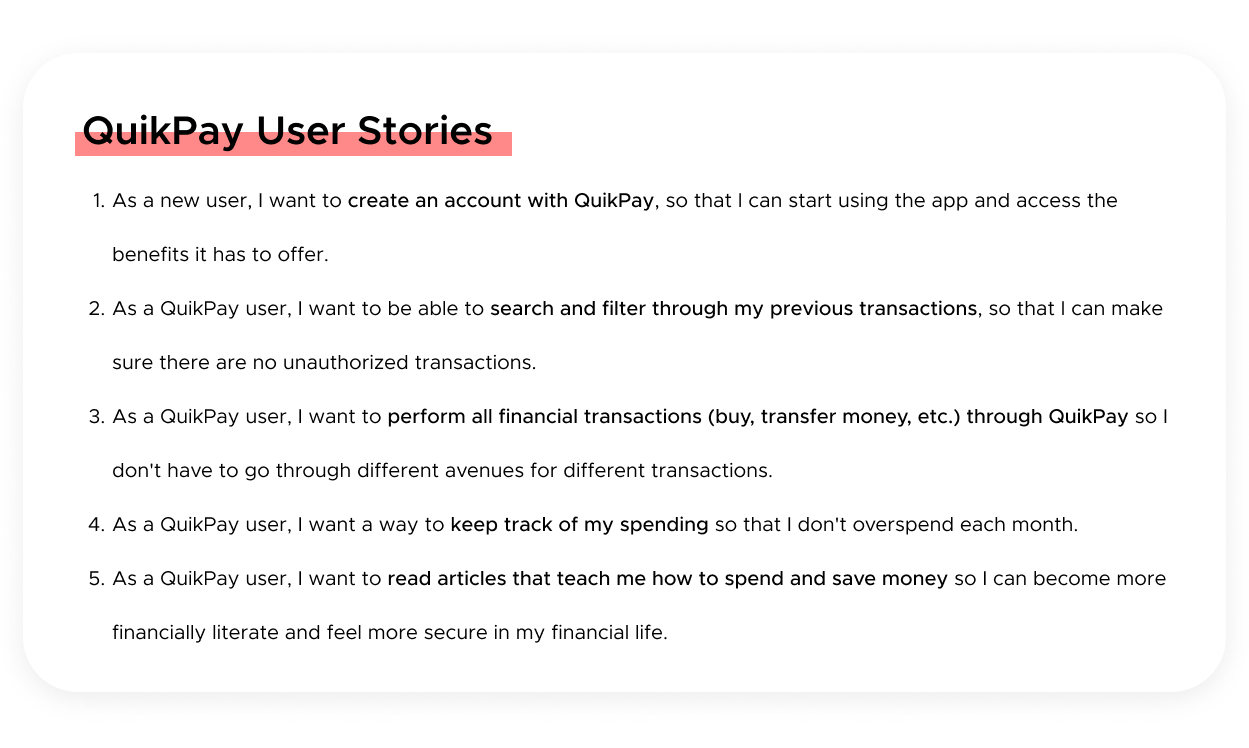 QuikPay User Stories
1. As a new user, I want to create an account with QuikPay, so that I can start using the app and access the
benefits it has to offer.
2. As a QuikPay user, I want to be able to search and filter through my previous transactions, so that I can make
sure there are no unauthorized transactions.
3. As a QuikPay user, I want to perform all financial transactions (buy, transfer money, etc.) through QuikPay so I
don't have to go through different avenues for different transactions.
4. As a QuikPay user, I want a way to keep track of my spending so that I don't overspend each month.
5. As a QuikPay user, I want to read articles that teach me how to spend and save money so I can become more
financially literate and feel more secure in my financial life.